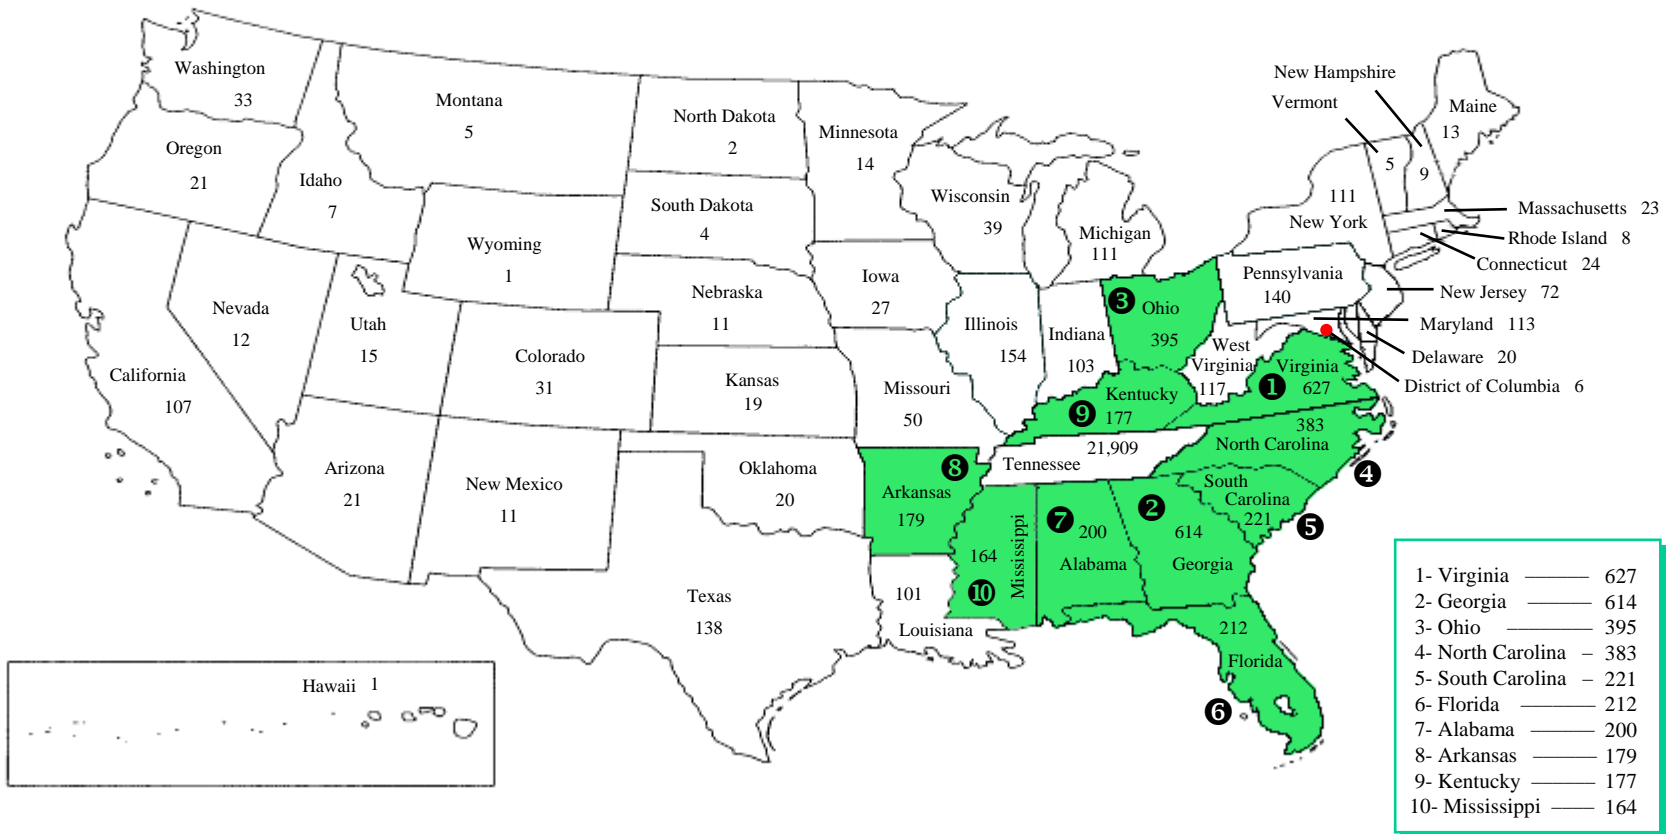 Washington
33
Oregon
21
Idaho
7
Montana
5
Wyoming
1
North Dakota
2
South Dakota
4
Nebraska
11
Minnesota
14
Iowa
27
Wisconsin
39
Michigan
111
Nevada
12
California
107
Utah
15
Colorado
31
Kansas
19
Missouri
50
Illinois
154
Indiana
103
3
Ohio
395
Arizona
21
New Mexico
11
Oklahoma
20
Texas
138
8
Arkansas
179
101
Louisiana
164
Mississippi
10
7
200
Alabama
2
614
Georgia
212
Florida
6
South
Carolina
221
5
383
North Carolina
4
21,909
Tennessee
9
Kentucky
177
West
Virginia
117
Virginia
1
627
Pennsylvania
140
111
New York
New Hampshire
9
Vermont
5
Maine
13
Massachusetts 23
Rhode Island 8
Connecticut 24
New Jersey 72
Maryland 113
Delaware 20
District of Columbia 6
Hawaii 1
1- Virginia 627
2- Georgia 614
3- Ohio 395
4- North Carolina – 383
5- South Carolina – 221
6- Florida 212
7- Alabama 200
8- Arkansas 179
9- Kentucky 177
10- Mississippi 164